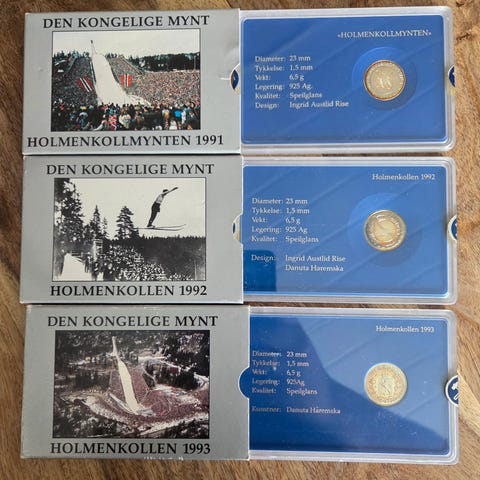 DEN KONGELIGE MYNT
HOLMENKOLLMYNTEN 1991
«HOLMENKOLLMYNTEN»
Diameter: 23 mm
Tykkelse: 1,5 mm
Vekt: 6,5 g
Legering: 925 Ag.
Kvalitet: Speilglans
Design: Ingrid Austlid Rise
DEN KONGELIGE MYNT
HOLMENKOLLEN 1992
Holmenkollen 1992
Diameter: 23 mm
Tykkelse: 1,5 mm
Vekt: 6,5 g
Legering: 925 Ag
Kvalitet: Speilglans
Design: Ingrid Austlid Rise
Danuta Haremska
DEN KONGELIGE MYNT
HOLMENKOLLEN 1993
Holmenkollen 1993
Diameter: 23 mm
Tykkelse: 1,5 mm
Vekt: 6,5 g
Legering: 925Ag
Kvalitet: Speilglans
Kunstner: Danuta Haremska